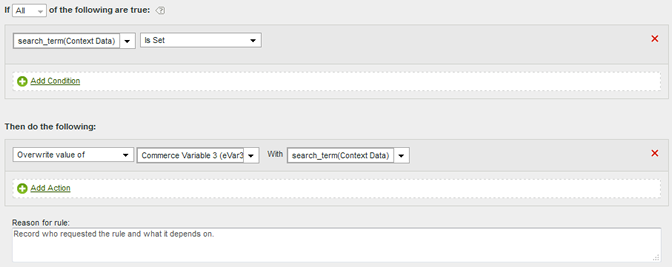 If All of the following are true:
search_term(Context Data) Is Set
Add Condition
Then do the following:
Overwrite value of Commerce Variable 3 (eVar3 With search_term(Context Data)
Add Action
Reason for rule:
Record who requested the rule and what it depends on.